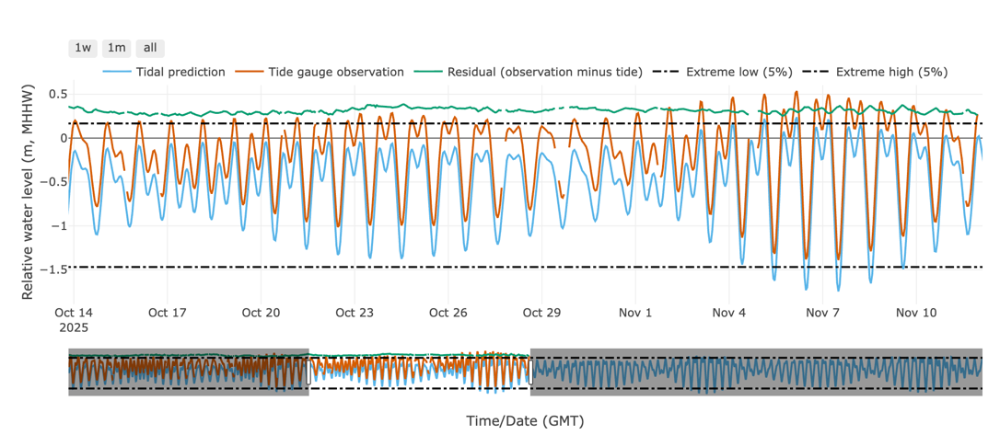 1w 1m all
Tidal prediction Tide gauge observation Residual (observation minus tide) Extreme low (5%) Extreme high (5%)
Relative water level (m, MHHW)
0.5
0
−0.5
−1
−1.5
Oct 14 Oct 17 Oct 20 Oct 23 Oct 26 Oct 29 Nov 1 Nov 4 Nov 7 Nov 10
2025
Time/Date (GMT)